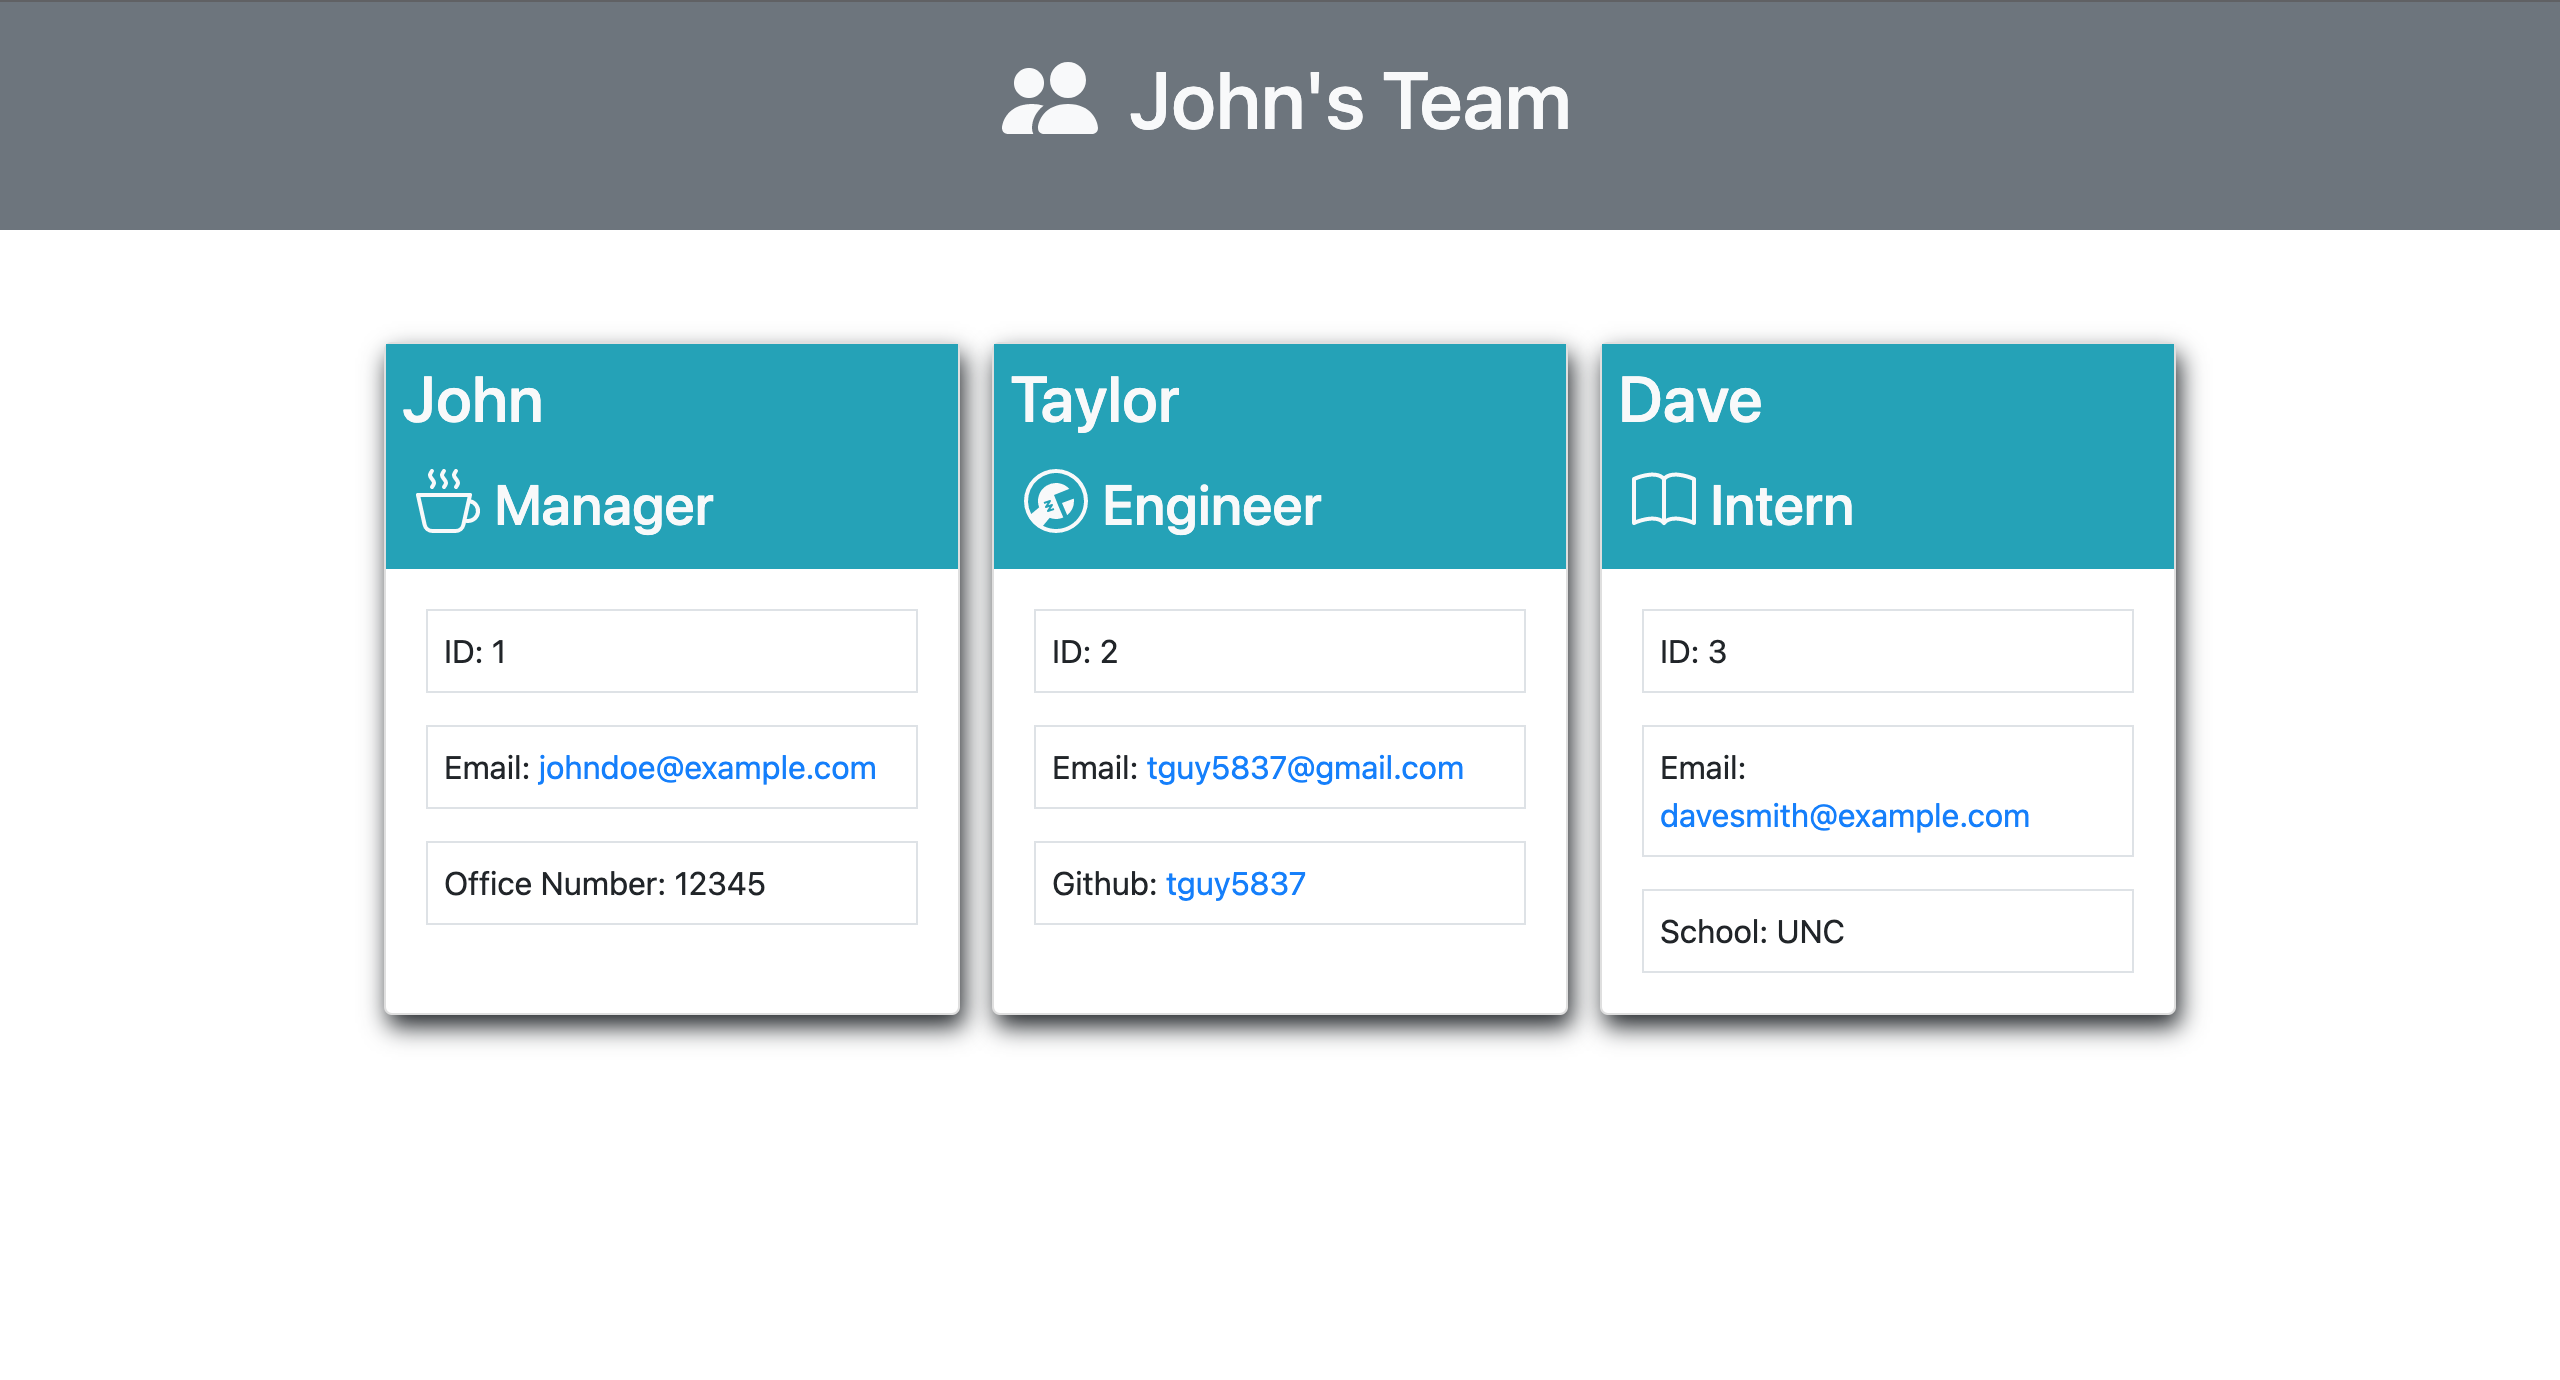 John's Team
John
Manager
ID: 1
Email: johndoe@example.com
Office Number: 12345
Taylor
Engineer
ID: 2
Email: tguy5837@gmail.com
Github: tguy5837
Dave
Intern
ID: 3
Email:
davesmith@example.com
School: UNC